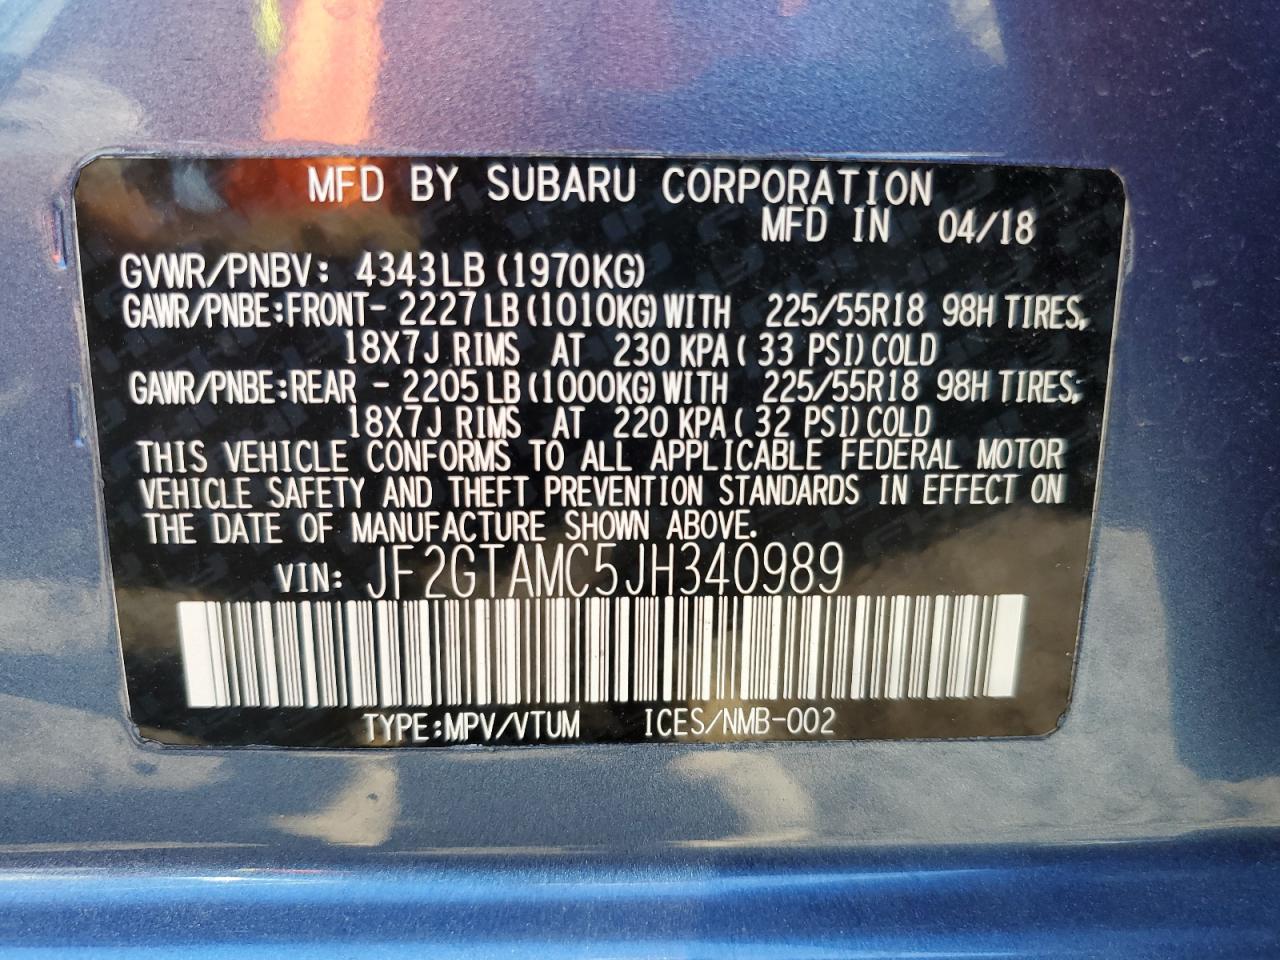 MFD BY SUBARU CORPORATION
MFD IN 04/18
GVWR/PNBV: 4343LB (1970KG)
GAWR/PNBE:FRONT- 2227LB (1010KG) WITH 225/55R18 98H TIRES,
18X7J RIMS AT 230 KPA ( 33 PSI) COLD
GAWR/PNBE:REAR - 2205LB (1000KG) WITH 225/55R18 98H TIRES,
18X7J RIMS AT 220 KPA ( 32 PSI) COLD
THIS VEHICLE CONFORMS TO ALL APPLICABLE FEDERAL MOTOR
VEHICLE SAFETY AND THEFT PREVENTION STANDARDS IN EFFECT ON
THE DATE OF MANUFACTURE SHOWN ABOVE.
VIN: JF2GTAMC5JH340989
TYPE:MPV/VTUM ICES/NMB-002